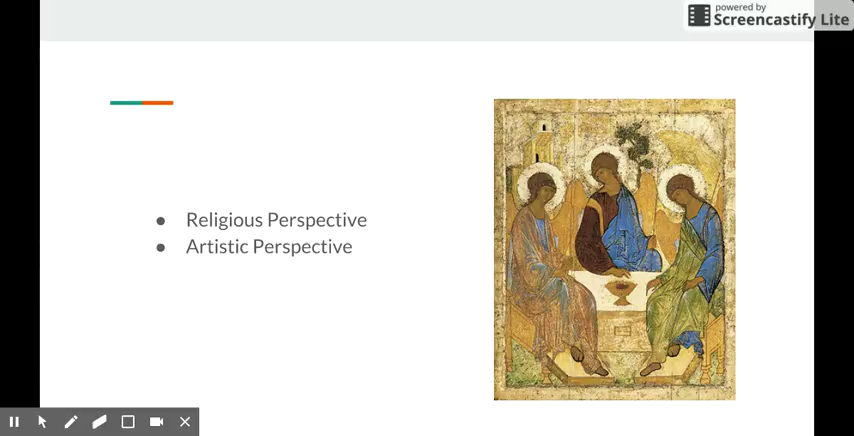 powered by
Screencastify Lite
● Religious Perspective
● Artistic Perspective